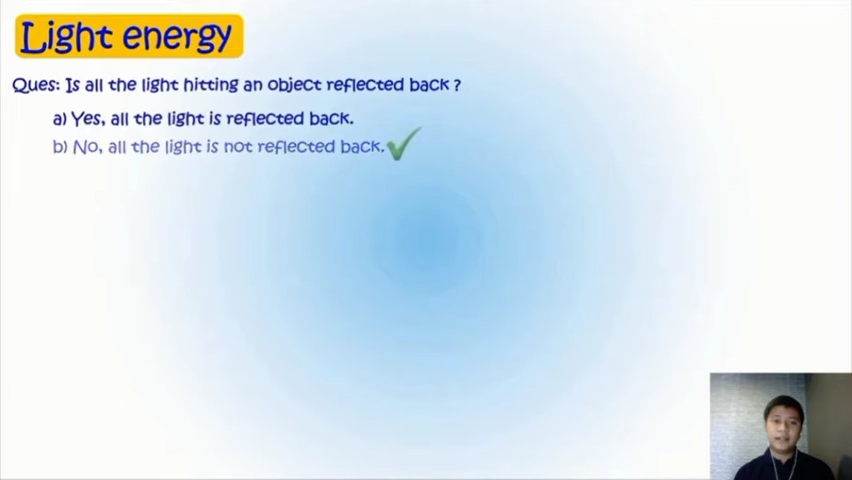 Light energy
Ques: Is all the light hitting an object reflected back ?
a) Yes, all the light is reflected back.
b) No, all the light is not reflected back.